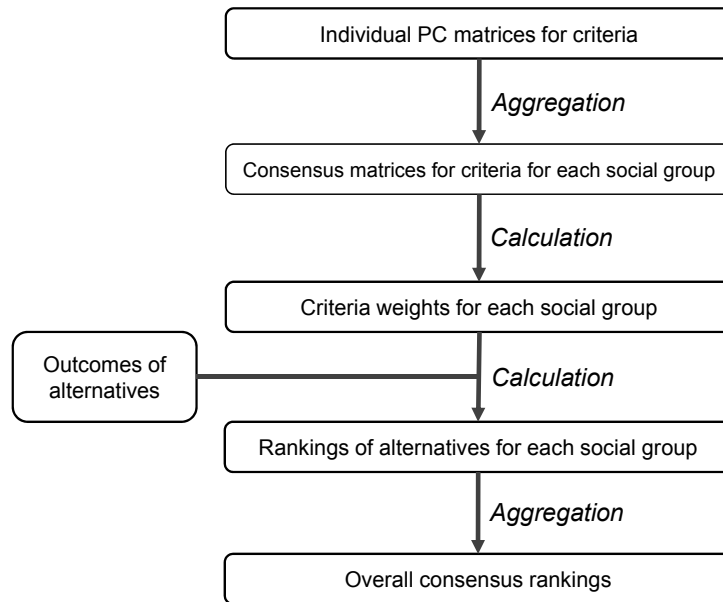 Individual PC matrices for criteria
Aggregation
Consensus matrices for criteria for each social group
Calculation
Criteria weights for each social group
Outcomes of
alternatives
Calculation
Rankings of alternatives for each social group
Aggregation
Overall consensus rankings